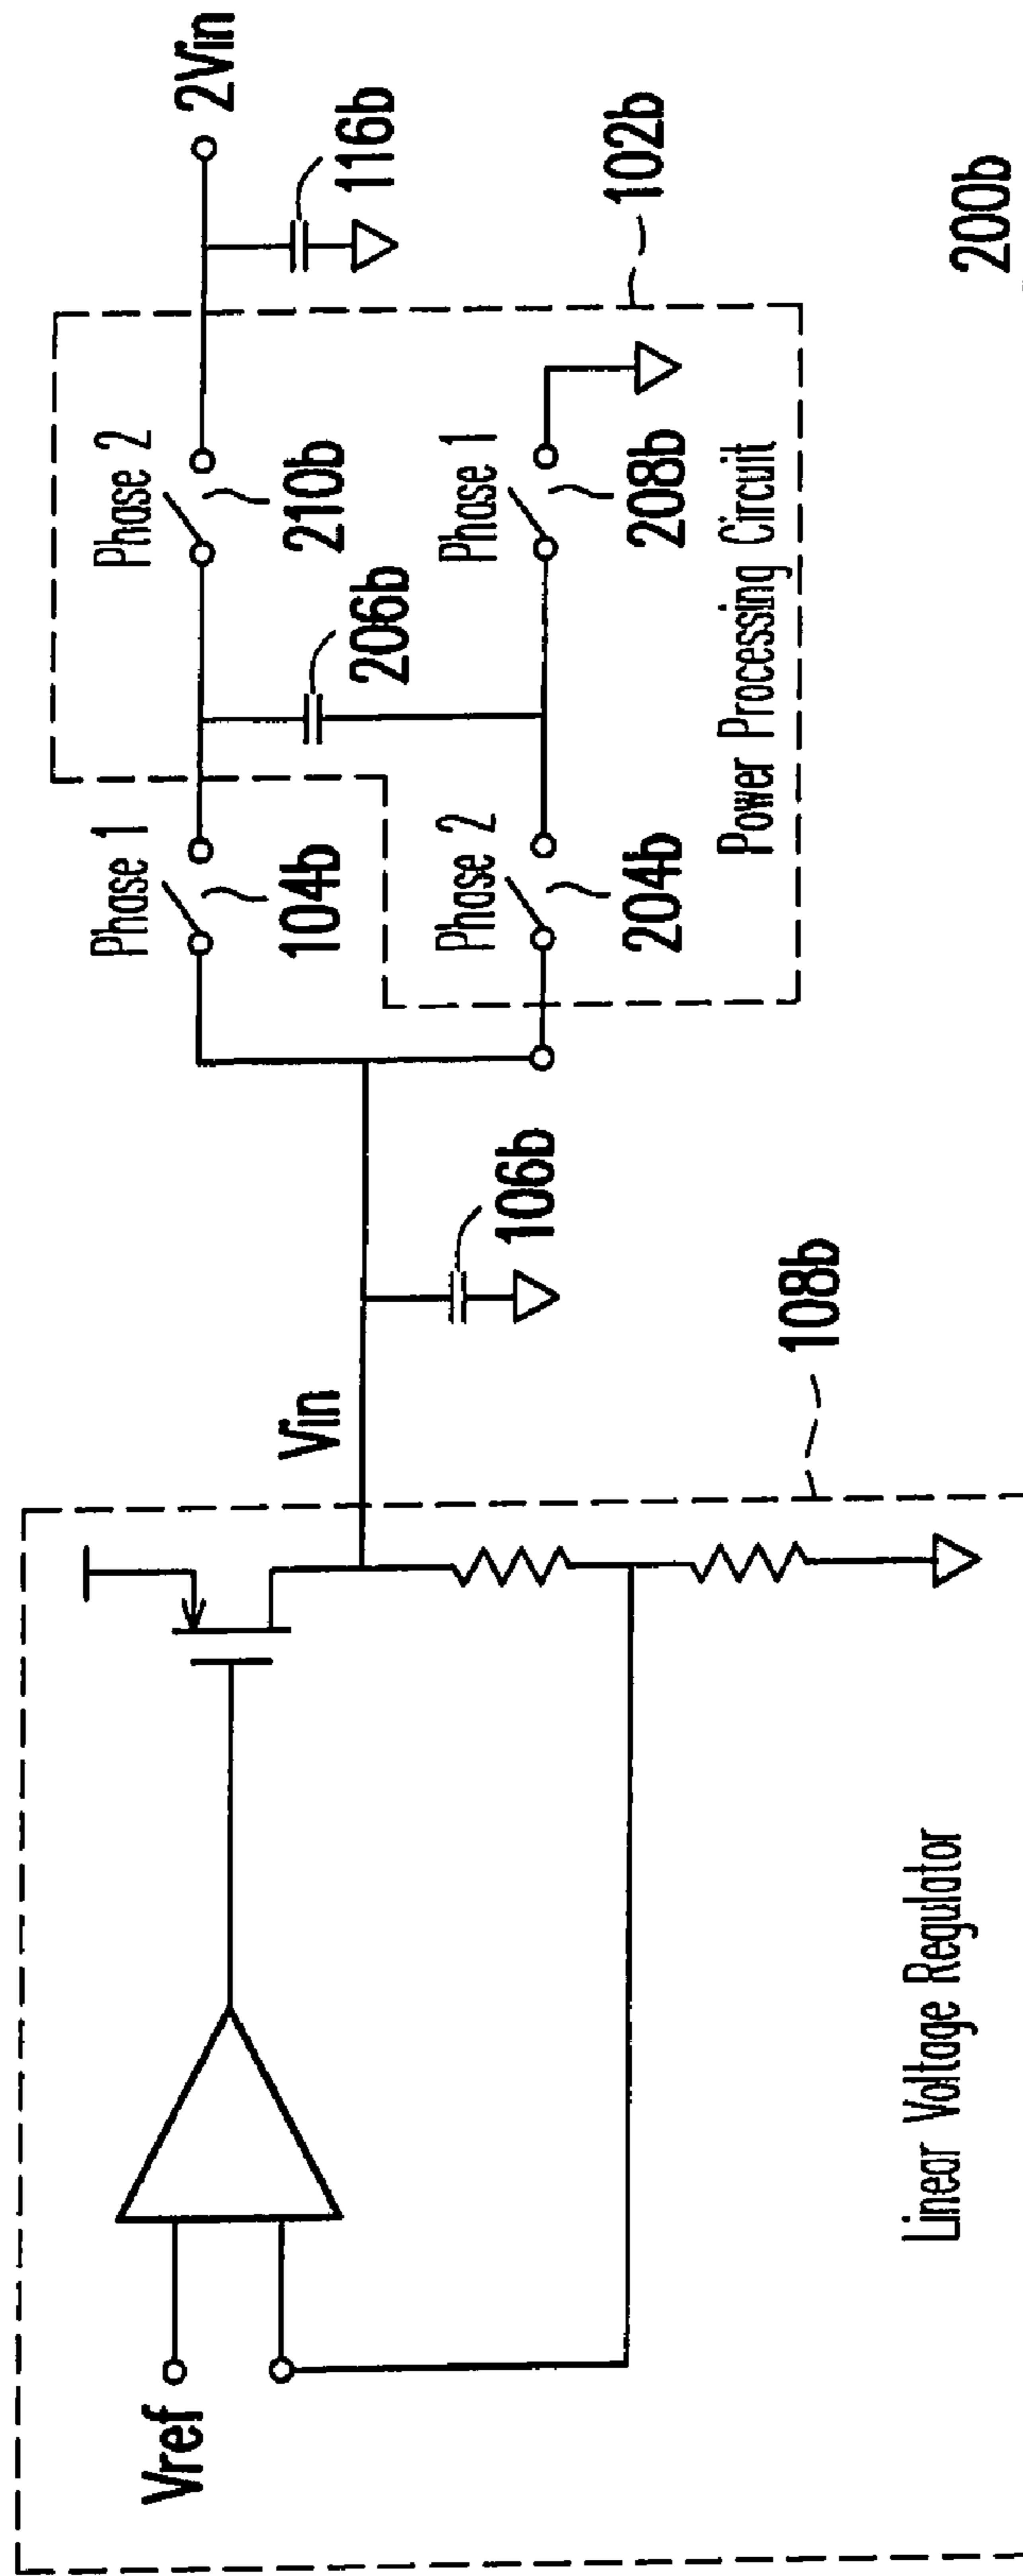 Vref
Linear Voltage Regulator
108b
Vin
106b
Phase 1
104b
Phase 2
204b
206b
Phase 2
210b
Phase 1
208b
Power Processing Circuit
102b
2Vin
116b
200b